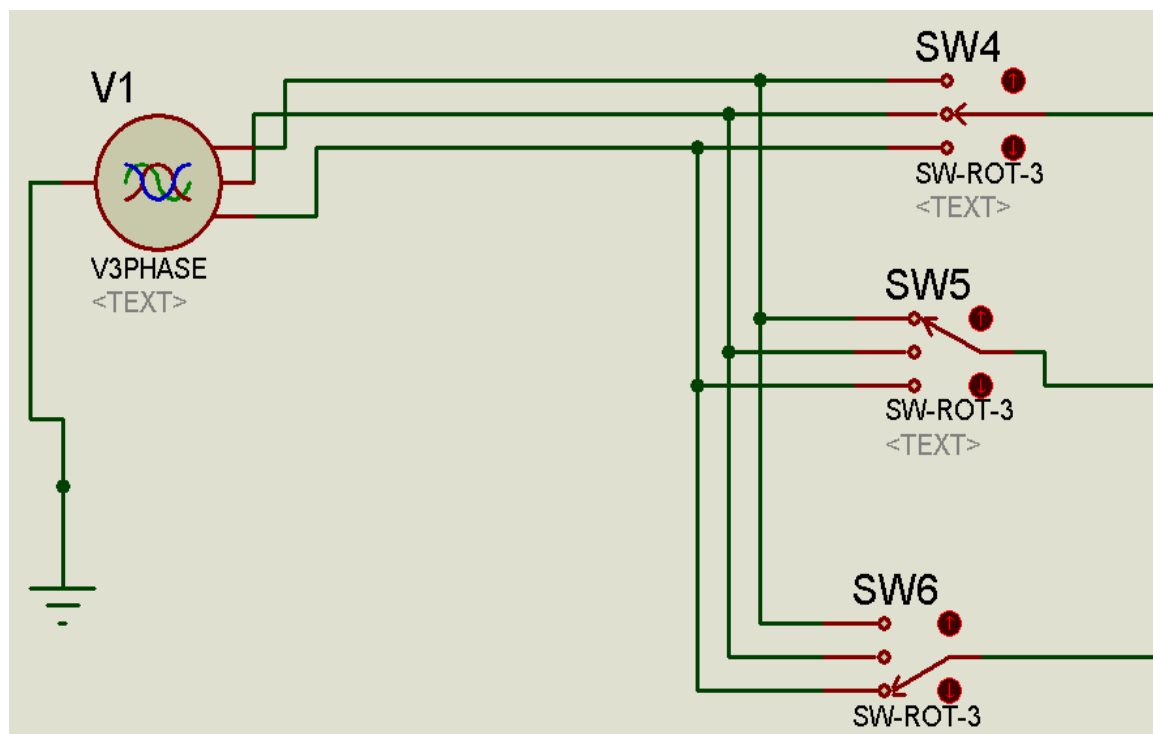 SW4
V1
SW-ROT-3
<TEXT>
V3PHASE
<TEXT>
SW5
SW-ROT-3
<TEXT>
SW6
SW-ROT-3